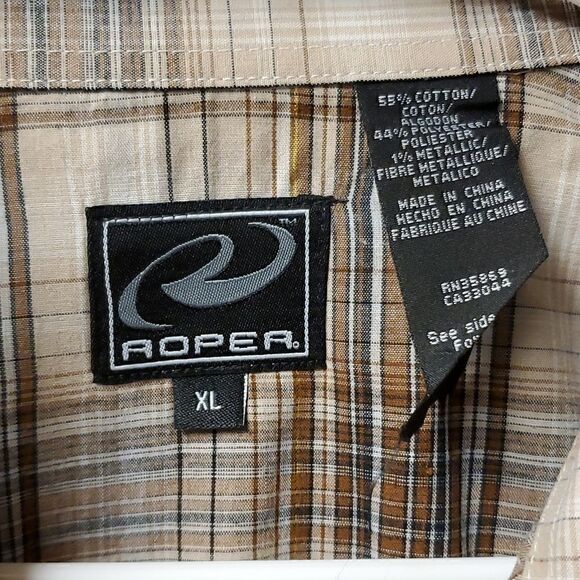 ™
ROPER®
XL
55% COTTON/
COTON/
ALGODON
44% POLYESTER/
POLIESTER
1% METALLIC/
FIBRE METALLIQUE/
METALICO
MADE IN CHINA
HECHO EN CHINA
FABRIQUE AU CHINE
RN35869
CA33044
See side